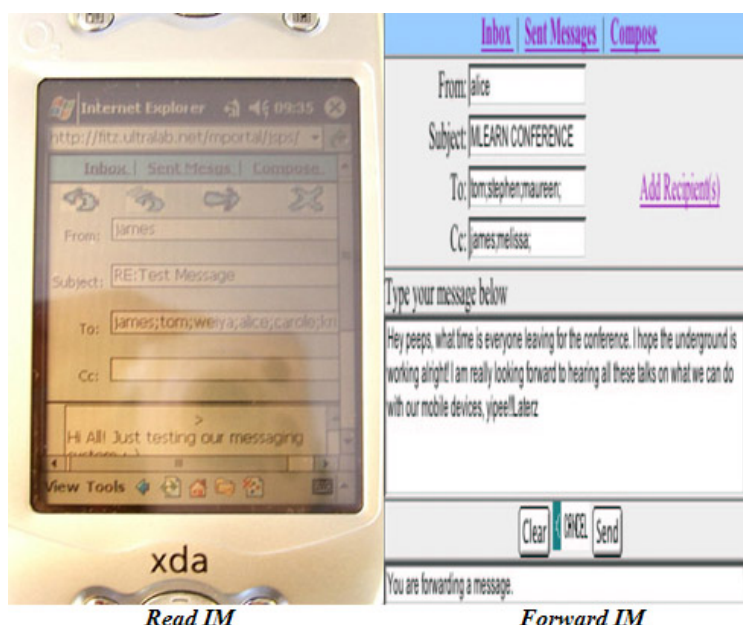 Internet Explorer 09:35
http://fitz.ultralab.net/mportal/jsps/
Inbox | Sent Mesgs. | Compose
From: james
Subject: RE:Test Message
To: james;tom;weiya;alice;carole;kri
Cc:
>
Hi All! Just testing our messaging
View Tools
xda
Read IM
Inbox | Sent Messages | Compose
From: alice
Subject: MLEARN CONFERENCE
To: tom;stephen;maureen; Add Recipient(s)
Cc: james;melissa;
Type your message below
Hey peeps, what time is everyone leaving for the conference. I hope the underground is
working alright! I am really looking forward to hearing all these talks on what we can do
with our mobile devices, yipee!!Laterz
Clear Send
You are forwarding a message.
Forward IM